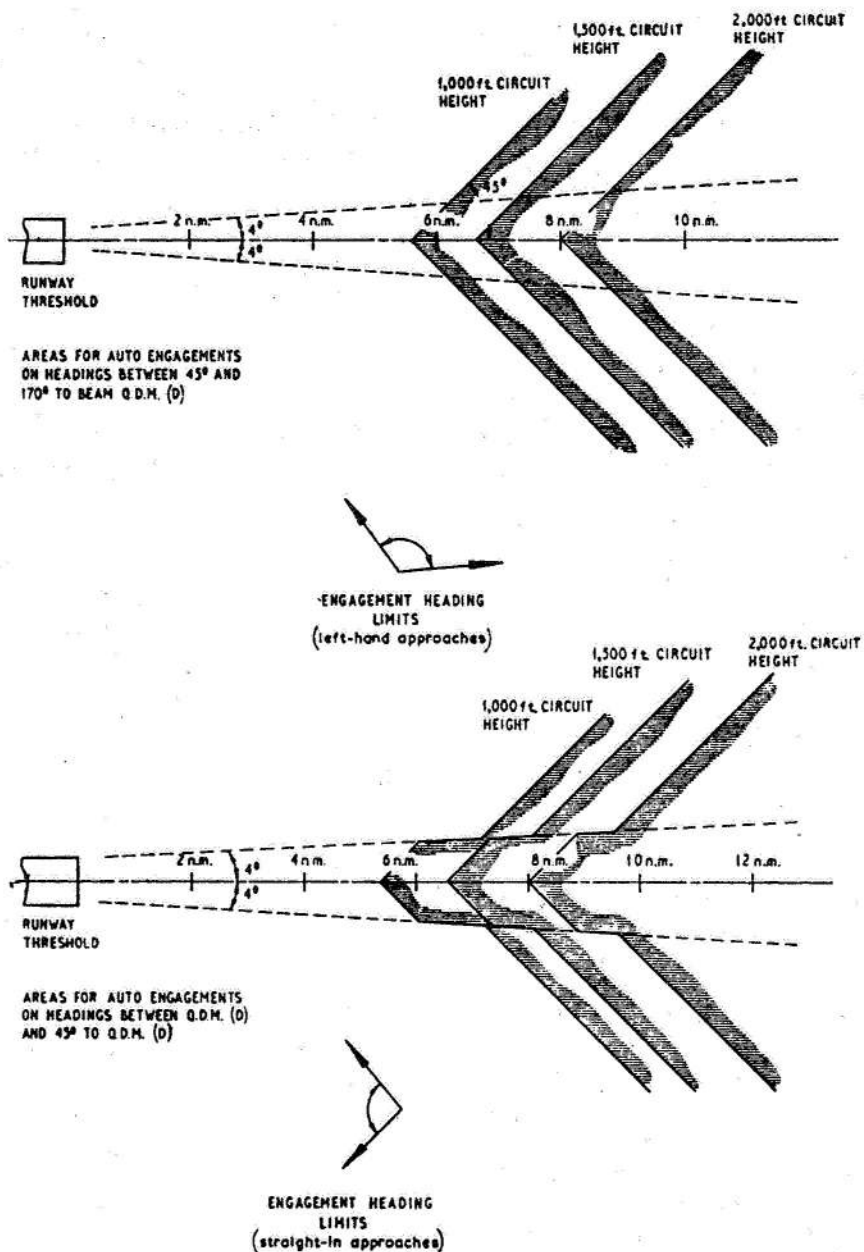 2,000 ft. CIRCUIT
HEIGHT
1,500 ft. CIRCUIT
HEIGHT
1,000 ft. CIRCUIT
HEIGHT
45°
2 n.m.
4 n.m.
6 n.m.
8 n.m.
10 n.m.
4°
4°
RUNWAY
THRESHOLD
AREAS FOR AUTO ENGAGEMENTS
ON HEADINGS BETWEEN 45° AND
170° TO BEAM Q.D.M. (D)
ENGAGEMENT HEADING
LIMITS
(left-hand approaches)
2,000 ft. CIRCUIT
HEIGHT
1,500 ft. CIRCUIT
HEIGHT
1,000 ft. CIRCUIT
HEIGHT
2 n.m.
4 n.m.
6 n.m.
8 n.m.
10 n.m.
12 n.m.
4°
4°
RUNWAY
THRESHOLD
AREAS FOR AUTO ENGAGEMENTS
ON HEADINGS BETWEEN Q.D.M. (D)
AND 45° TO Q.D.M. (D)
ENGAGEMENT HEADING
LIMITS
(straight-in approaches)